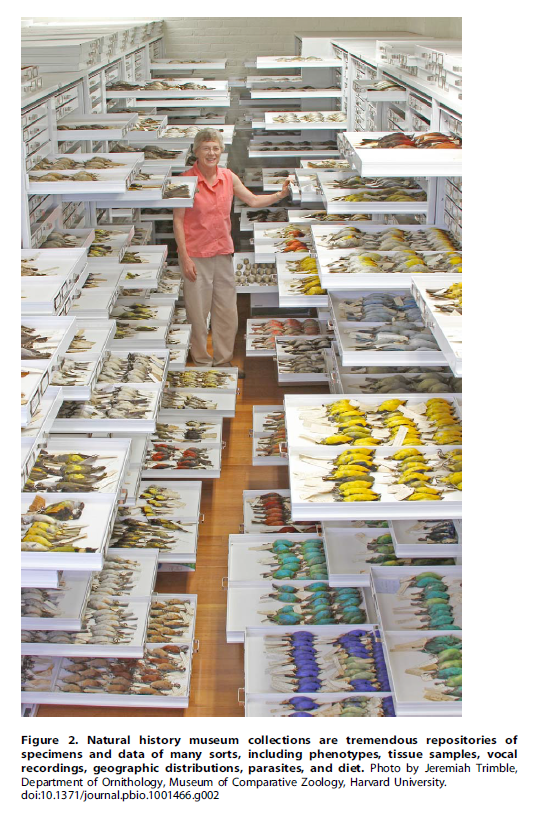 Figure 2. Natural history museum collections are tremendous repositories of
specimens and data of many sorts, including phenotypes, tissue samples, vocal
recordings, geographic distributions, parasites, and diet. Photo by Jeremiah Trimble,
Department of Ornithology, Museum of Comparative Zoology, Harvard University.
doi:10.1371/journal.pbio.1001466.g002